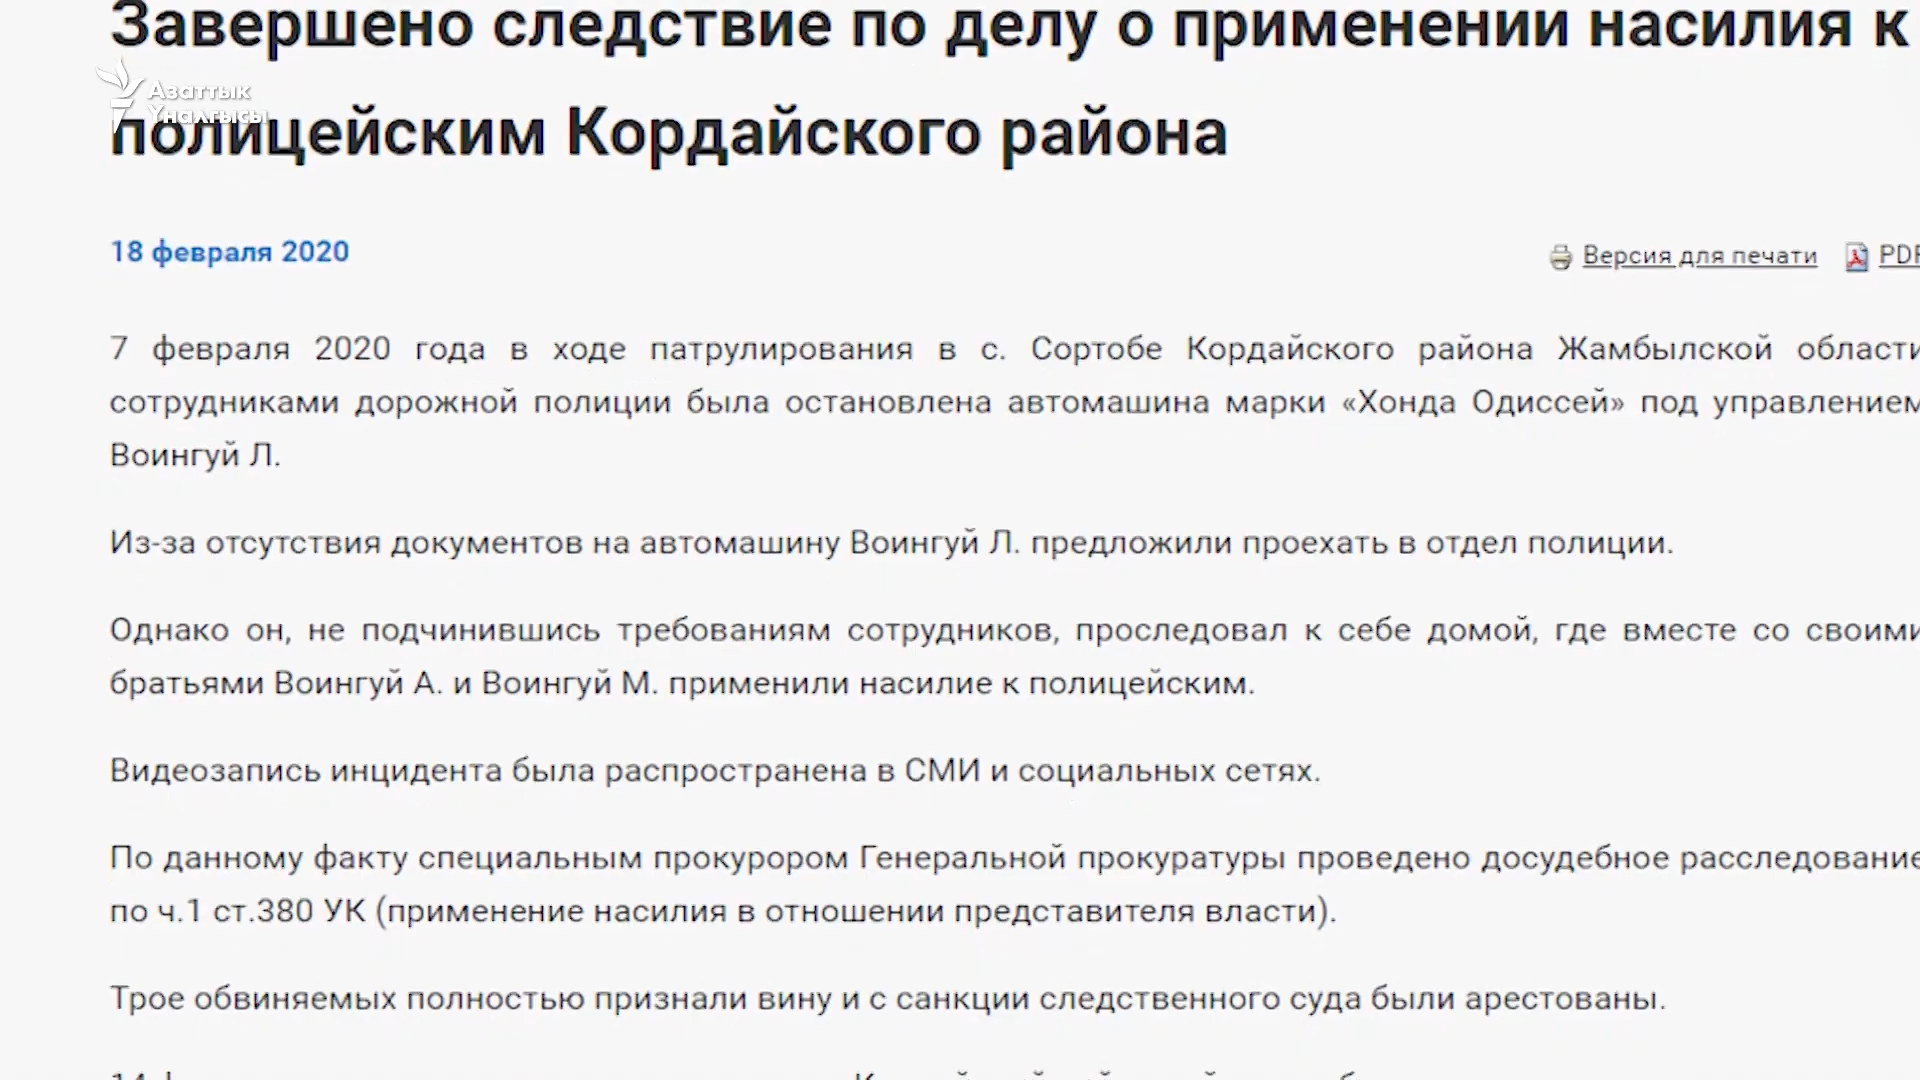 Завершено следствие по делу о применении насилия к
Азаттык
Үналгысы
полицейским Кордайского района
18 февраля 2020
Версия для печати PDF
7 февраля 2020 года в ходе патрулирования в с. Сортобе Кордайского района Жамбылской области
сотрудниками дорожной полиции была остановлена автомашина марки «Хонда Одиссей» под управлением
Воингуй Л.
Из-за отсутствия документов на автомашину Воингуй Л. предложили проехать в отдел полиции.
Однако он, не подчинившись требованиям сотрудников, проследовал к себе домой, где вместе со своими
братьями Воингуй А. и Воингуй М. применили насилие к полицейским.
Видеозапись инцидента была распространена в СМИ и социальных сетях.
По данному факту специальным прокурором Генеральной прокуратуры проведено досудебное расследование
по ч.1 ст.380 УК (применение насилия в отношении представителя власти).
Трое обвиняемых полностью признали вину и с санкции следственного суда были арестованы.